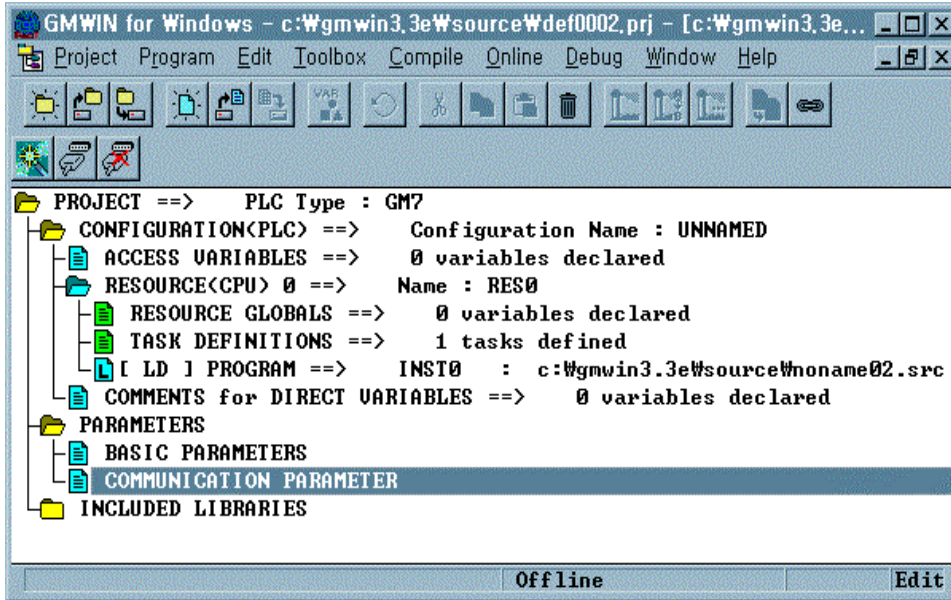 GMWIN for Windows - c:₩gmwin3,3e₩source₩def0002,prj - [c:₩gmwin3,3e...
Project Program Edit Toolbox Compile Online Debug Window Help
VAR
PROJECT ==> PLC Type : GM7
CONFIGURATION(PLC) ==> Configuration Name : UNNAMED
ACCESS VARIABLES ==> 0 variables declared
RESOURCE(CPU) 0 ==> Name : RES0
RESOURCE GLOBALS ==> 0 variables declared
TASK DEFINITIONS ==> 1 tasks defined
L [ LD ] PROGRAM ==> INST0 : c:₩gmwin3.3e₩source₩noname02.src
COMMENTS for DIRECT VARIABLES ==> 0 variables declared
PARAMETERS
BASIC PARAMETERS
COMMUNICATION PARAMETER
INCLUDED LIBRARIES
Offline Edit